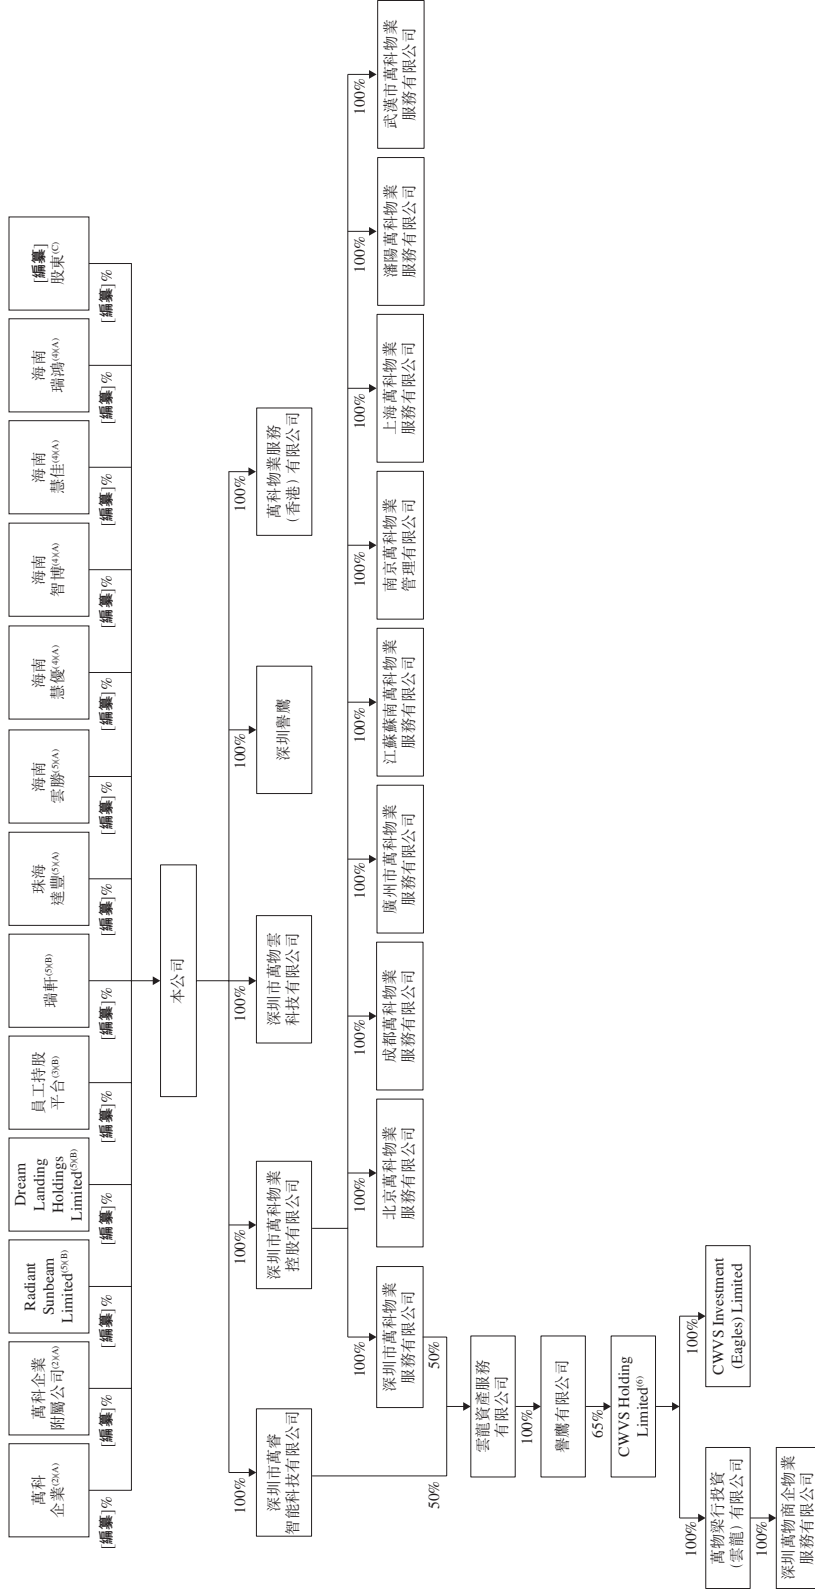 萬科
企業(2)(A)
萬科企業
附屬公司(2)(A)
Radiant
Sunbeam
Limited(5)(B)
Dream
Landing
Holdings
Limited(5)(B)
員工持股
平台(3)(B)
瑞軒(5)(B)
珠海
達豐(5)(A)
海南
雲勝(5)(A)
海南
慧優(4)(A)
海南
智博(4)(A)
海南
慧佳(4)(A)
海南
瑞鴻(4)(A)
[編纂]
股東(C)
[編纂]%
[編纂]%
[編纂]%
[編纂]%
[編纂]%
[編纂]%
[編纂]%
[編纂]%
[編纂]%
[編纂]%
[編纂]%
[編纂]%
[編纂]%
本公司
100%
100%
100%
100%
100%
深圳市萬睿
智能科技有限公司
深圳市萬科物業
控股有限公司
深圳市萬物雲
科技有限公司
深圳譽鷹
萬科物業服務
(香港)有限公司
100%
100%
100%
100%
100%
100%
100%
100%
100%
深圳市萬科物業
服務有限公司
北京萬科物業
服務有限公司
成都萬科物業
服務有限公司
廣州市萬科物業
服務有限公司
江蘇蘇南萬科物業
服務有限公司
南京萬科物業
管理有限公司
上海萬科物業
服務有限公司
瀋陽萬科物業
服務有限公司
武漢市萬科物業
服務有限公司
50%
50%
雲龍資產服務
有限公司
100%
譽鷹有限公司
65%
CWVS Holding
Limited(6)
100%
100%
萬物梁行投資
(雲龍)有限公司
CWVS Investment
(Eagles) Limited
100%
深圳萬物商企物業
服務有限公司